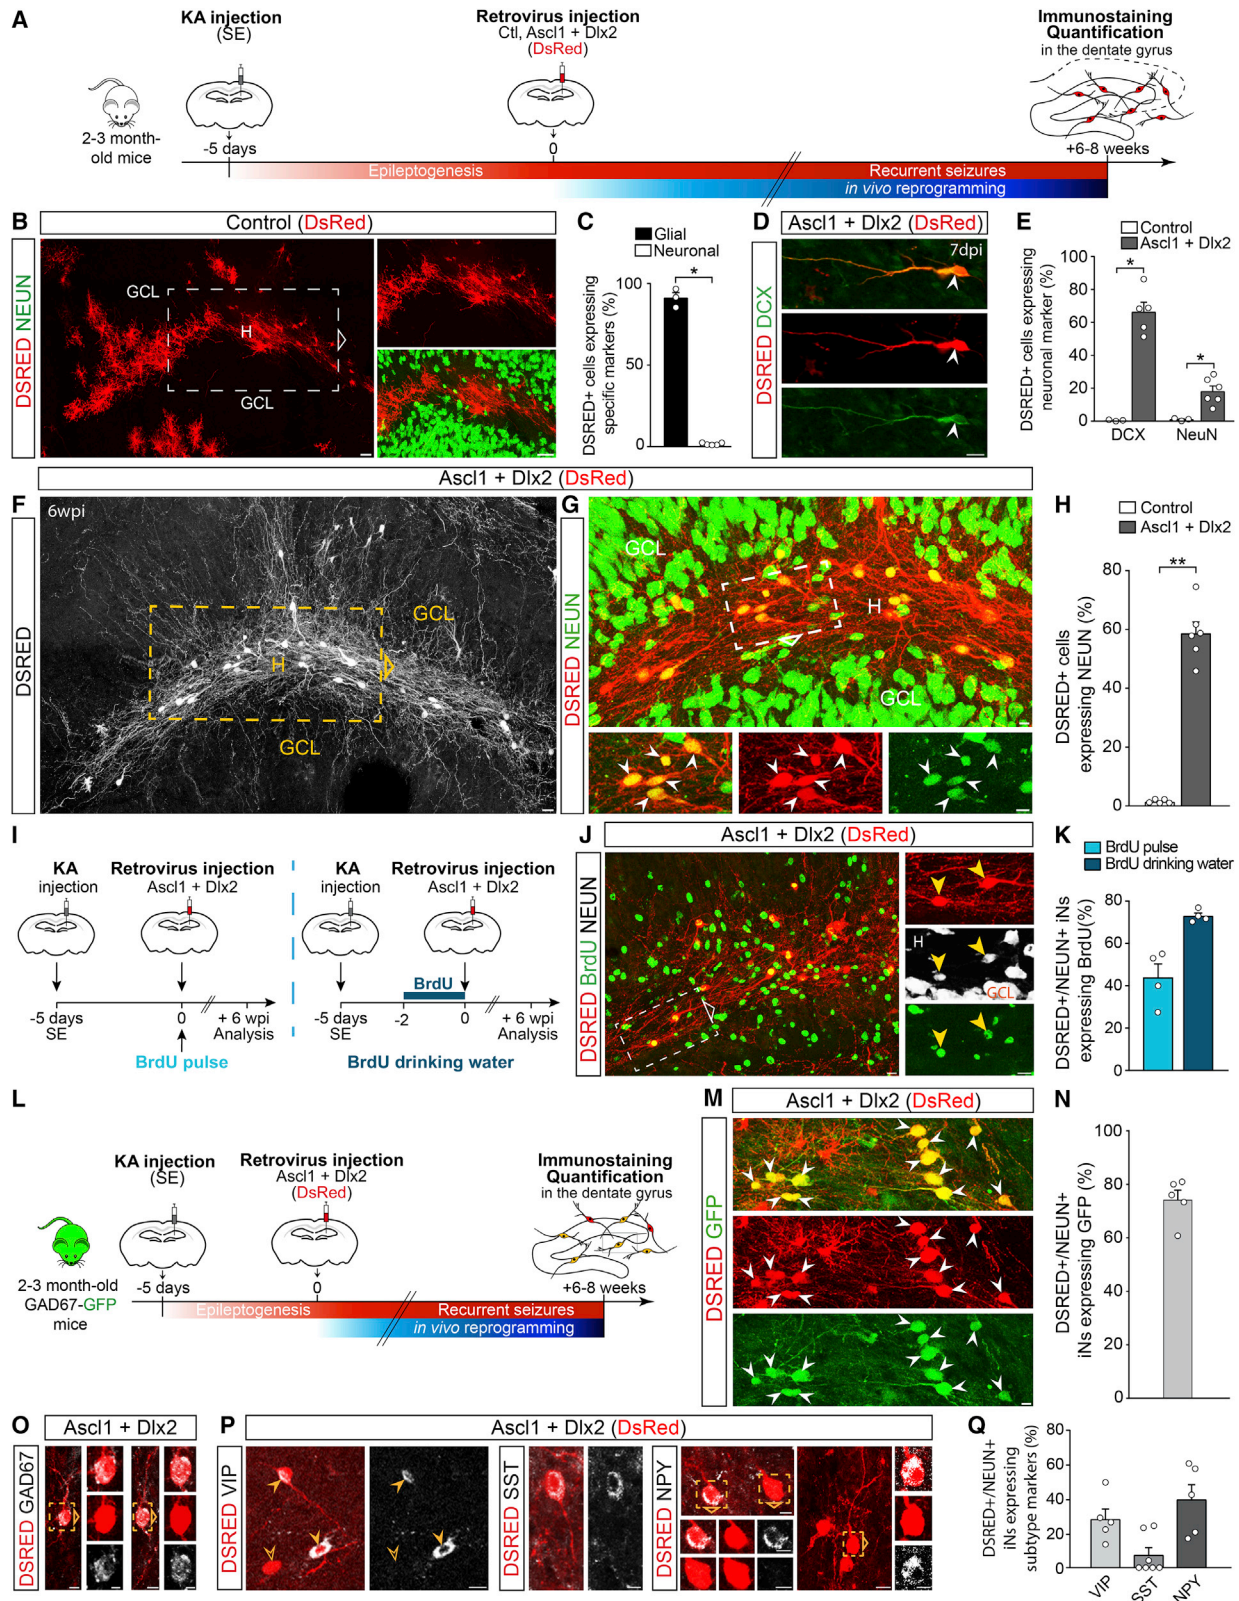 A
KA injection
(SE)
Retrovirus injection
Ctl, Ascl1 + Dlx2
(DsRed)
Immunostaining
Quantification
in the dentate gyrus
2-3 month-
old mice
-5 days
0
+6-8 weeks
Epileptogenesis
Recurrent seizures
in vivo reprogramming
B
Control (DsRed)
DSRED NEUN
GCL
H
GCL
C
Glial
Neuronal
DSRED+ cells expressing
specific markers (%)
100
50
0
*
D
Ascl1 + Dlx2 (DsRed)
DSRED DCX
7dpi
E
Control
Ascl1 + Dlx2
DSRED+ cells expressing
neuronal marker (%)
100
80
60
40
20
0
*
*
DCX
NeuN
Ascl1 + Dlx2 (DsRed)
F
6wpi
DSRED
GCL
H
GCL
G
DSRED NEUN
GCL
H
GCL
H
Control
Ascl1 + Dlx2
DSRED+ cells
expressing NEUN (%)
80
60
40
20
0
**
I
KA
injection
Retrovirus injection
Ascl1 + Dlx2
-5 days
SE
0
+ 6 wpi
Analysis
BrdU pulse
KA
injection
Retrovirus injection
Ascl1 + Dlx2
BrdU
-5 days
SE
-2
0
+ 6 wpi
Analysis
BrdU drinking water
J
Ascl1 + Dlx2 (DsRed)
DSRED BrdU NEUN
H
GCL
K
BrdU pulse
BrdU drinking water
DSRED+/NEUN+ iNs
expressing BrdU(%)
80
60
40
20
0
L
KA injection
(SE)
Retrovirus injection
Ascl1 + Dlx2
(DsRed)
Immunostaining
Quantification
in the dentate gyrus
2-3 month-old
GAD67-GFP
mice
-5 days
0
+6-8 weeks
Epileptogenesis
Recurrent seizures
in vivo reprogramming
M
Ascl1 + Dlx2 (DsRed)
DSRED GFP
N
DSRED+/NEUN+
iNs expressing GFP (%)
100
80
60
40
20
0
O
Ascl1 + Dlx2
DSRED GAD67
P
Ascl1 + Dlx2 (DsRed)
DSRED VIP
DSRED SST
DSRED NPY
Q
DSRED+/NEUN+
iNs expressing
subtype markers (%)
80
60
40
20
0
VIP
SST
NPY